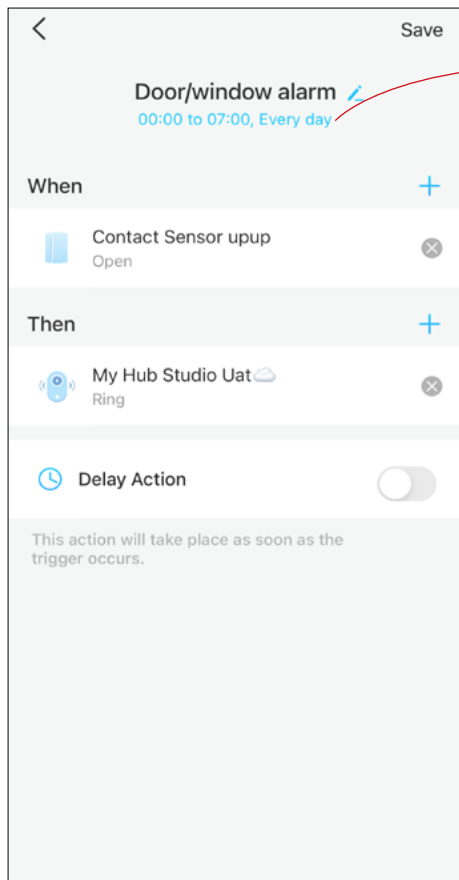 Save
Door/window alarm
00:00 to 07:00, Every day
When
Contact Sensor upup
Open
Then
My Hub Studio Uat☁️
Ring
Delay Action
This action will take place as soon as the
trigger occurs.